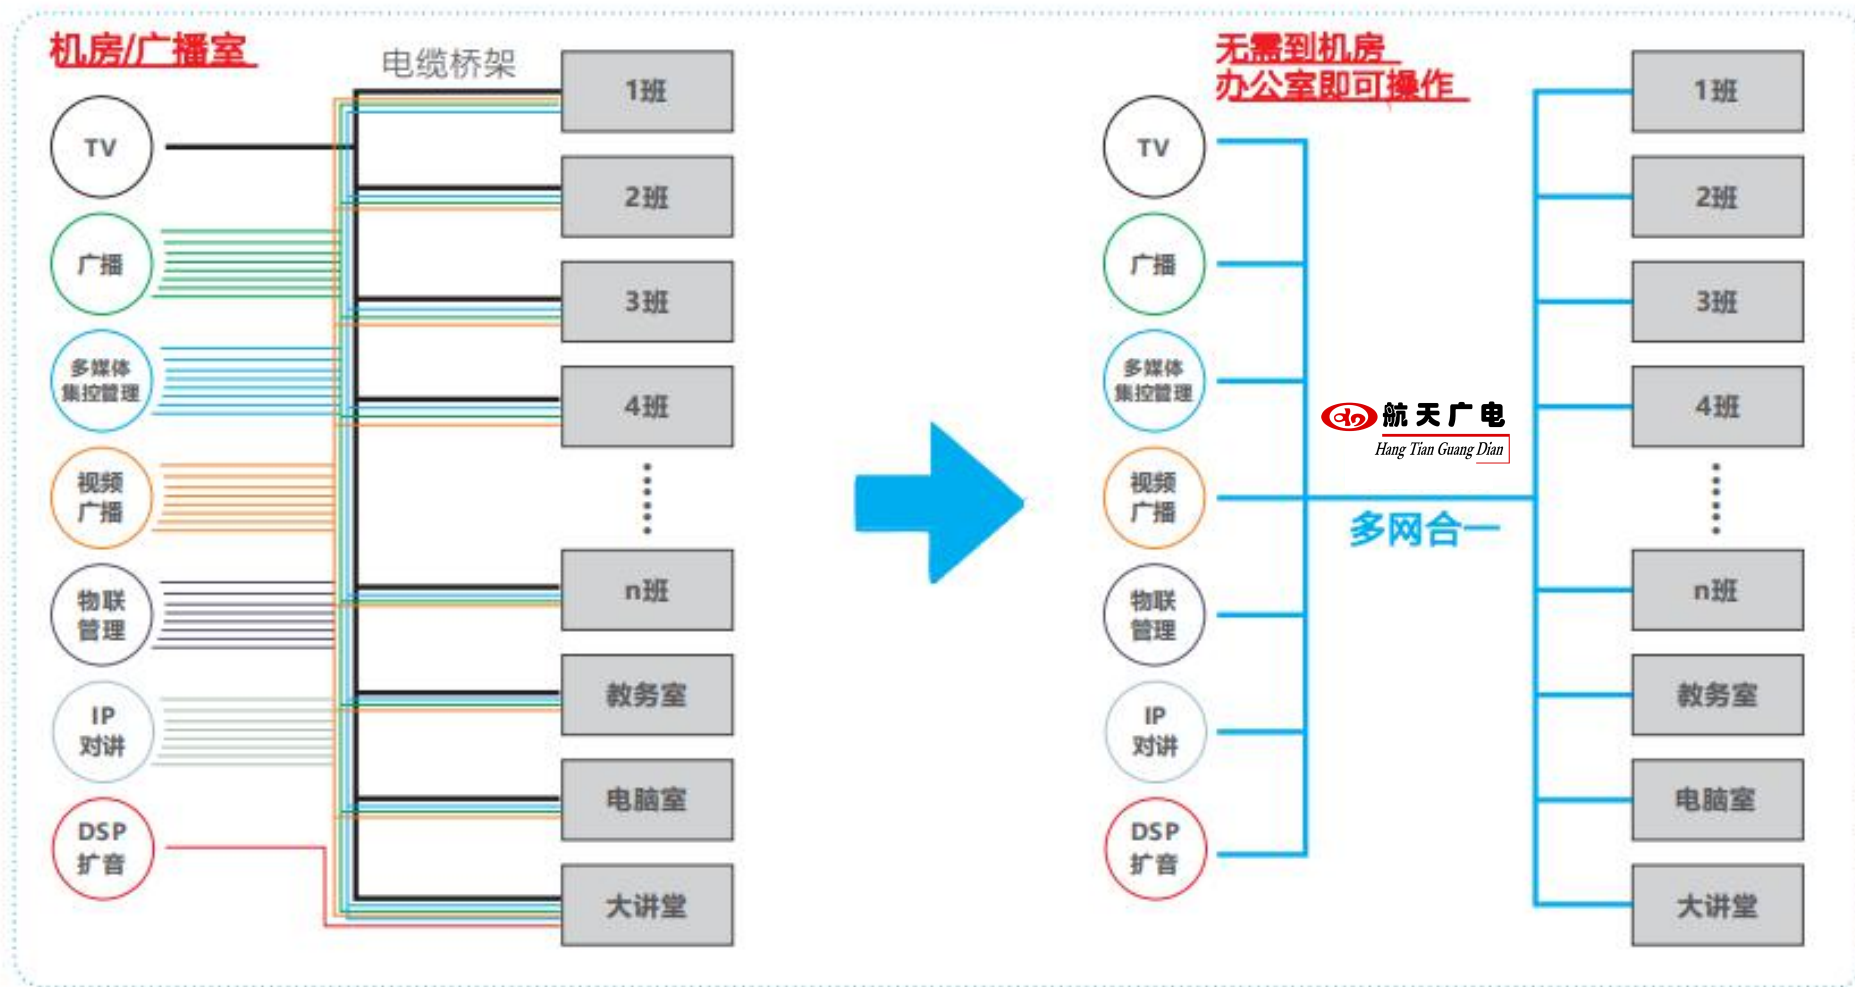 机房/广播室
电缆桥架
TV
广播
多媒体
集控管理
视频
广播
物联
管理
IP
对讲
DSP
扩音
1班
2班
3班
4班
n班
教务室
电脑室
大讲堂
无需到机房
办公室即可操作
TV
广播
多媒体
集控管理
视频
广播
物联
管理
IP
对讲
DSP
扩音
航天广电
Hang Tian Guang Dian
多网合一
1班
2班
3班
4班
n班
教务室
电脑室
大讲堂